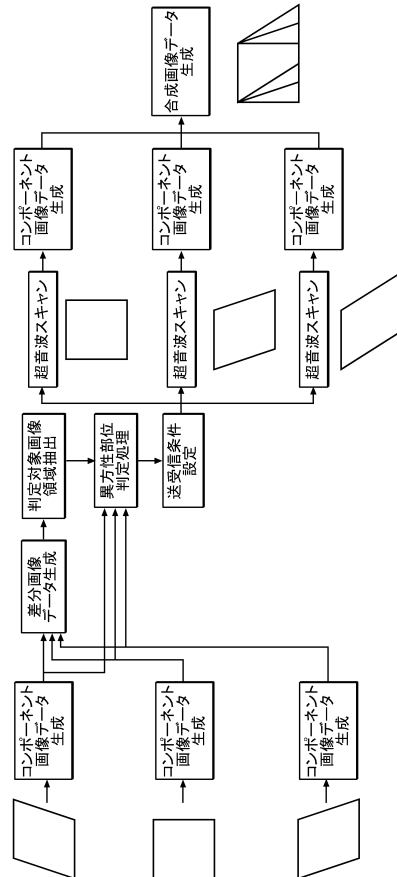 コンポーネント
画像データ
生成
コンポーネント
画像データ
生成
コンポーネント
画像データ
生成
差分画像
データ生成
判定対象画像
領域抽出
異方性部位
判定処理
送受信条件
設定
超音波スキャン
超音波スキャン
超音波スキャン
コンポーネント
画像データ
生成
コンポーネント
画像データ
生成
コンポーネント
画像データ
生成
合成画像データ
生成